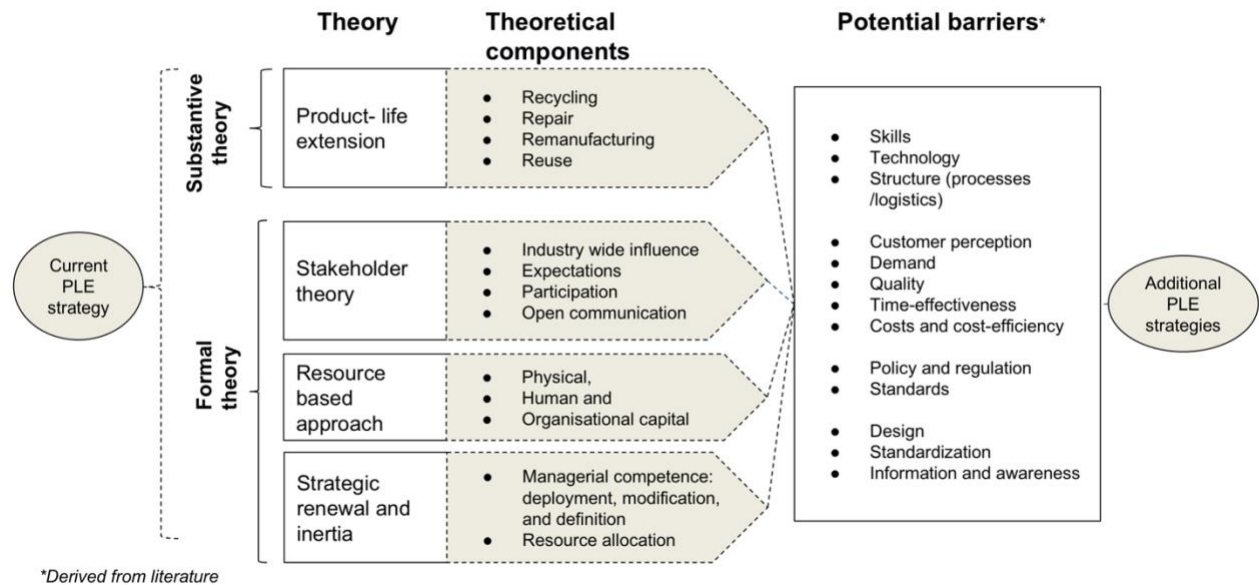 Theory
Theoretical
components
Potential barriers*
Substantive
theory
Product- life
extension
● Recycling
● Repair
● Remanufacturing
● Reuse
Current
PLE
strategy
Formal
theory
Stakeholder
theory
● Industry wide influence
● Expectations
● Participation
● Open communication
Resource
based
approach
● Physical,
● Human and
● Organisational capital
Strategic
renewal and
inertia
● Managerial competence:
deployment, modification,
and definition
● Resource allocation
● Skills
● Technology
● Structure (processes
/logistics)
● Customer perception
● Demand
● Quality
● Time-effectiveness
● Costs and cost-efficiency
● Policy and regulation
● Standards
● Design
● Standardization
● Information and awareness
Additional
PLE
strategies
*Derived from literature